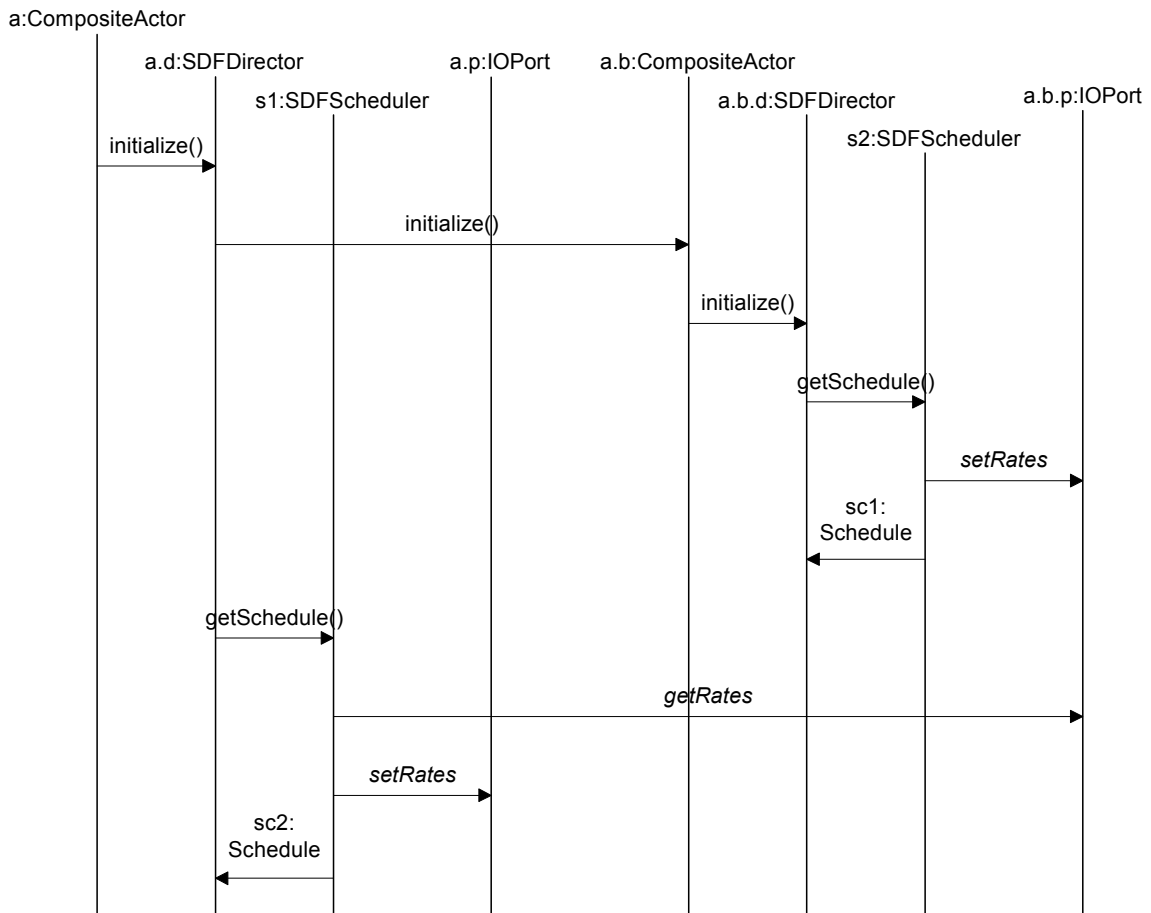 a:CompositeActor
a.d:SDFDirector
a.p:IOPort
a.b:CompositeActor
s1:SDFScheduler
a.b.d:SDFDirector
a.b.p:IOPort
s2:SDFScheduler
initialize()
initialize()
initialize()
getSchedule()
setRates
sc1:
Schedule
getSchedule()
getRates
setRates
sc2:
Schedule